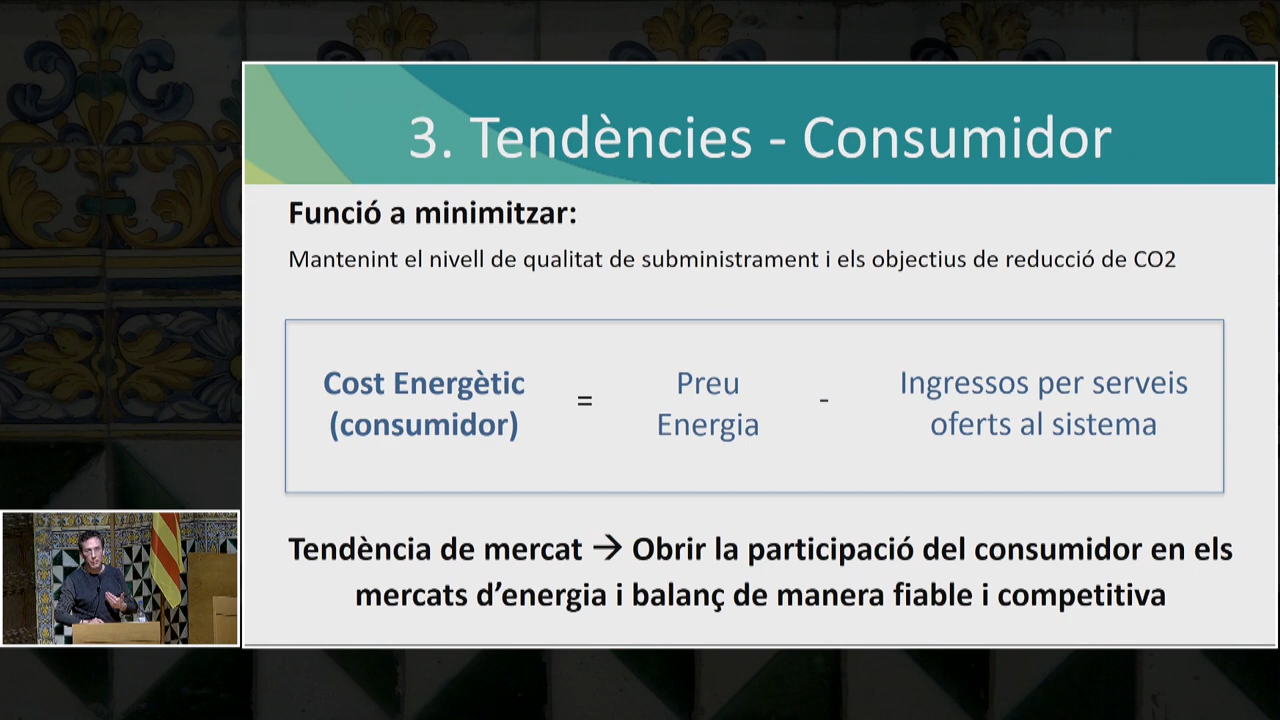 3. Tendències - Consumidor
Funció a minimitzar:
Mantenint el nivell de qualitat de subministrament i els objectius de reducció de CO2
Cost Energètic
(consumidor)
=
Preu
Energia
-
Ingressos per serveis
oferts al sistema
Tendència de mercat → Obrir la participació del consumidor en els
mercats d’energia i balanç de manera fiable i competitiva